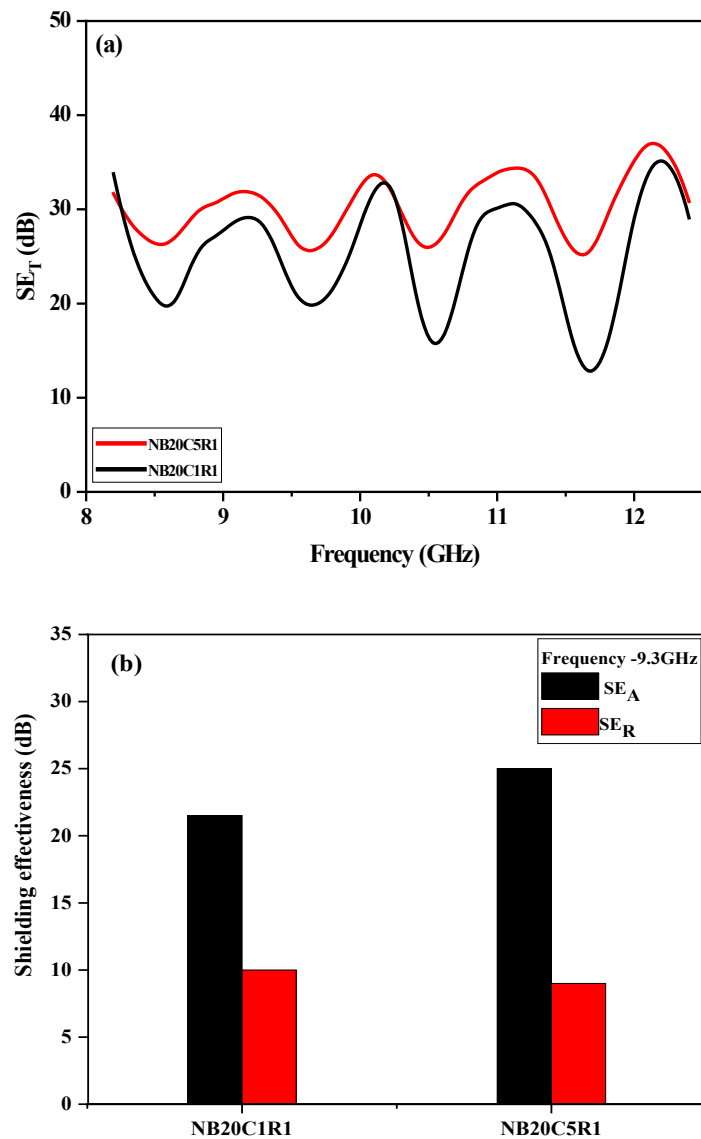 50
(a)
40
30
20
10
0
SE_T (dB)
NB20C5R1
NB20C1R1
8 9 10 11 12
Frequency (GHz)
35
(b)
30
25
20
15
10
5
0
Shielding effectiveness (dB)
Frequency -9.3GHz
SE_A
SE_R
NB20C1R1 NB20C5R1